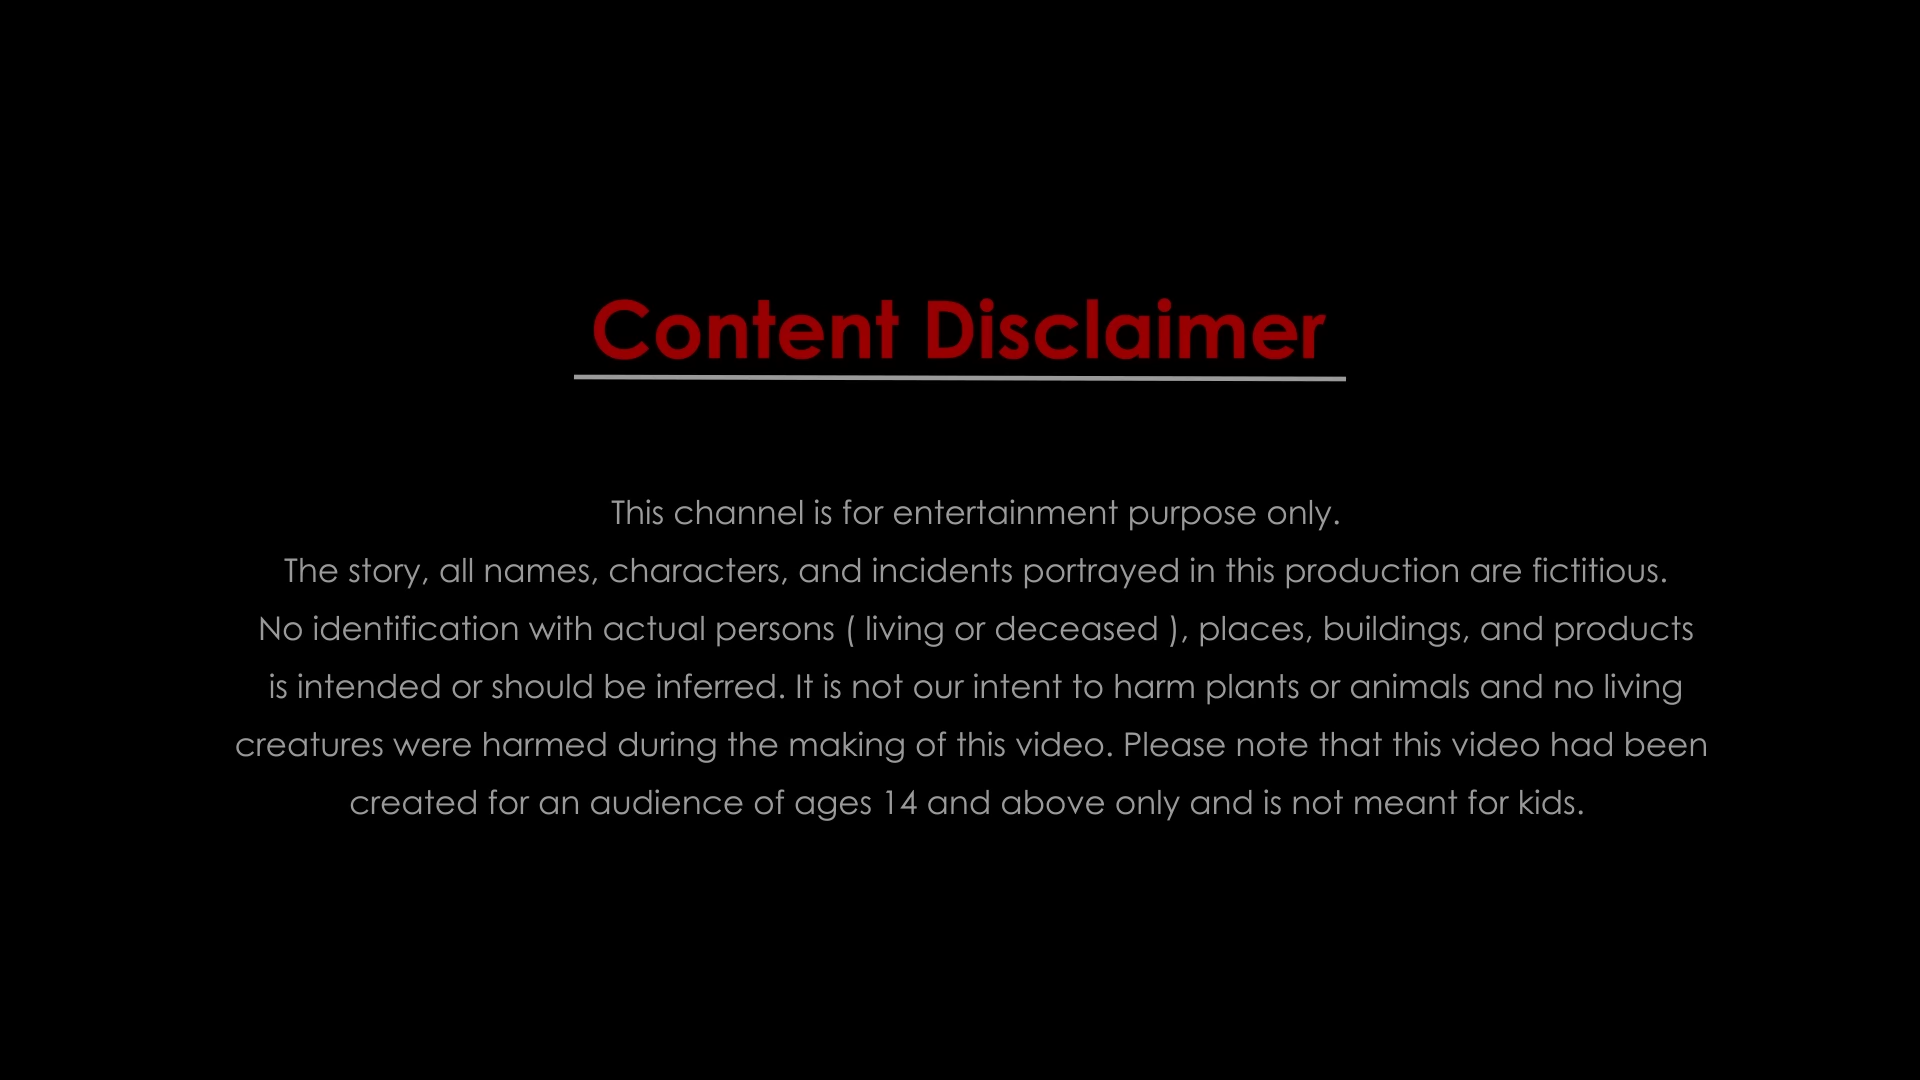 Content Disclaimer
This channel is for entertainment purpose only.
The story, all names, characters, and incidents portrayed in this production are fictitious.
No identification with actual persons ( living or deceased ), places, buildings, and products
is intended or should be inferred. It is not our intent to harm plants or animals and no living
creatures were harmed during the making of this video. Please note that this video had been
created for an audience of ages 14 and above only and is not meant for kids.